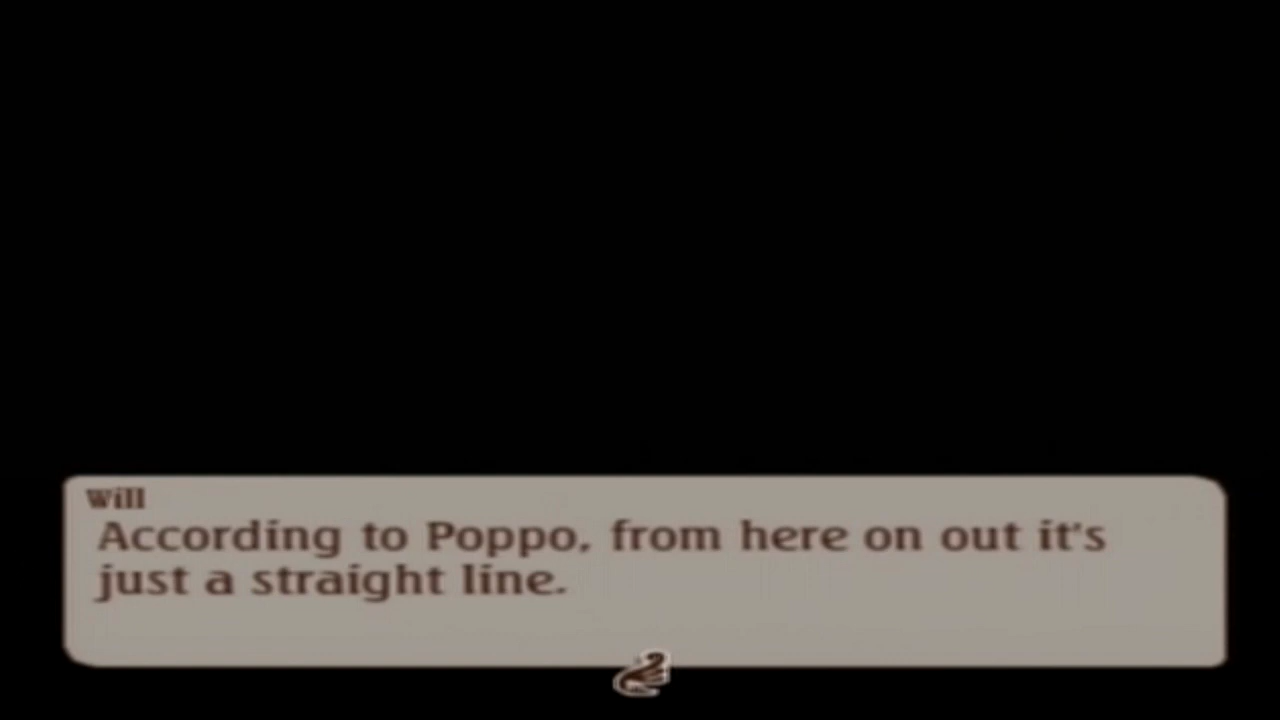 Will
According to Poppo, from here on out it's
just a straight line.